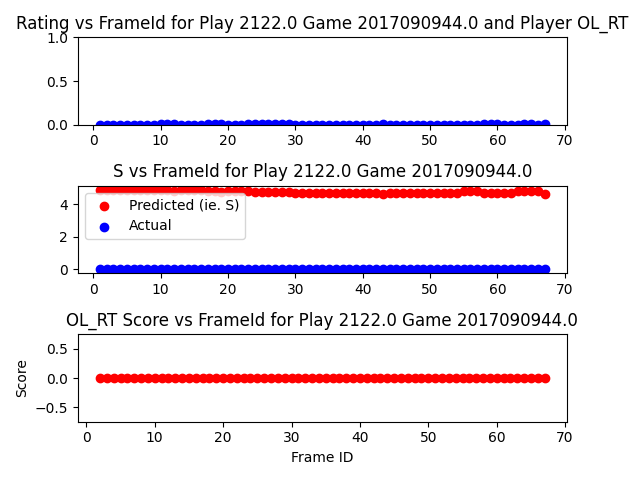 Rating vs FrameId for Play 2122.0 Game 2017090944.0 and Player OL_RT
1.0
0.5
0.0
0 10 20 30 40 50 60 70
S vs FrameId for Play 2122.0 Game 2017090944.0
4
2
0
Predicted (ie. S)
Actual
0 10 20 30 40 50 60 70
OL_RT Score vs FrameId for Play 2122.0 Game 2017090944.0
Score
0.5
0.0
−0.5
0 10 20 30 40 50 60 70
Frame ID